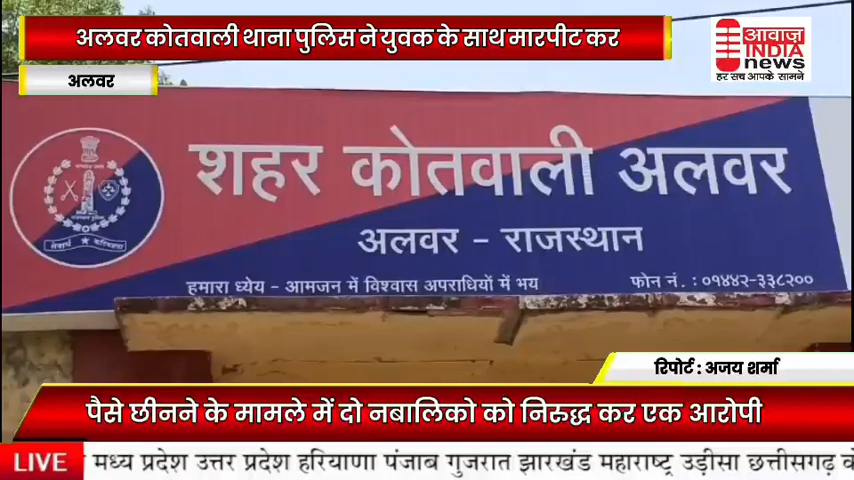 अलवर कोतवाली थाना पुलिस ने युवक के साथ मारपीट कर
आवाज़
INDIA
news
हर सच आपके सामने
अलवर
शहर कोतवाली अलवर
अलवर - राजस्थान
हमारा ध्येय - आमजन में विश्वास अपराधियों में भय
फोन नं. : ०१४४२-३३८२००
रिपोर्ट : अजय शर्मा
पैसे छीनने के मामले में दो नबालिको को निरुद्ध कर एक आरोपी
LIVE
मध्य प्रदेश उत्तर प्रदेश हरियाणा पंजाब गुजरात झारखंड महाराष्ट्र उड़ीसा छत्तीसगढ़